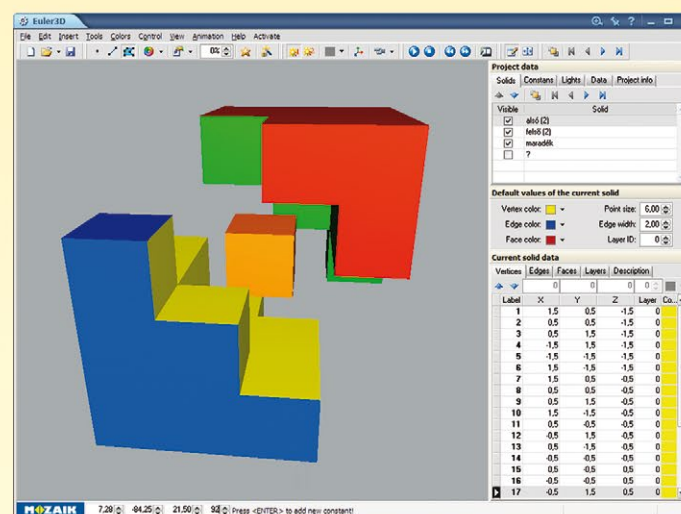 Euler3D
File Edit Insert Tools Colors Control View Animation Help Activate
0%
Project data
Solids Constans Lights Data Project info
Visible Solid
alsó (2)
felső (2)
maradék
?
Default values of the current solid
Vertex color: Point size: 6,00
Edge color: Edge width: 2,00
Face color: Layer ID: 0
Current solid data
Vertices Edges Faces Layers Description
0 0 0 0
Label X Y Z Layer Co...
1 1,5 0,5 -1,5 0
2 0,5 0,5 -1,5 0
3 0,5 1,5 -1,5 0
4 -1,5 1,5 -1,5 0
5 -1,5 -1,5 -1,5 0
6 1,5 -1,5 -1,5 0
7 1,5 0,5 -0,5 0
8 0,5 0,5 -0,5 0
9 0,5 1,5 -0,5 0
10 1,5 -1,5 -0,5 0
11 -0,5 0,5 -0,5 0
12 -0,5 1,5 -0,5 0
13 0,5 -0,5 -0,5 0
14 -0,5 -0,5 -0,5 0
15 0,5 0,5 0,5 0
16 -0,5 -0,5 0,5 0
17 -0,5 1,5 0,5 0
MOZAIK 7,28 -84,25 21,50 92 Press <ENTER> to add new constant!